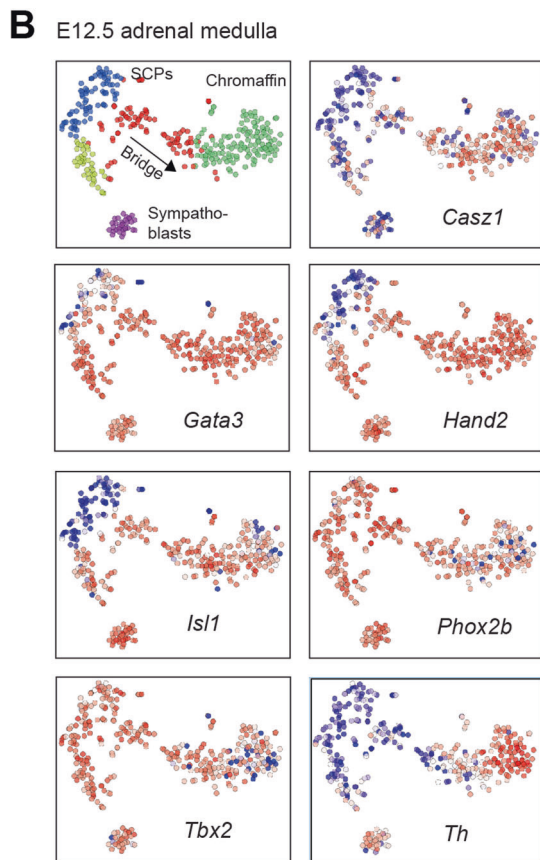 B E12.5 adrenal medulla
SCPs
Chromaffin
Bridge
Sympatho-
blasts
Casz1
Gata3
Hand2
Isl1
Phox2b
Tbx2
Th